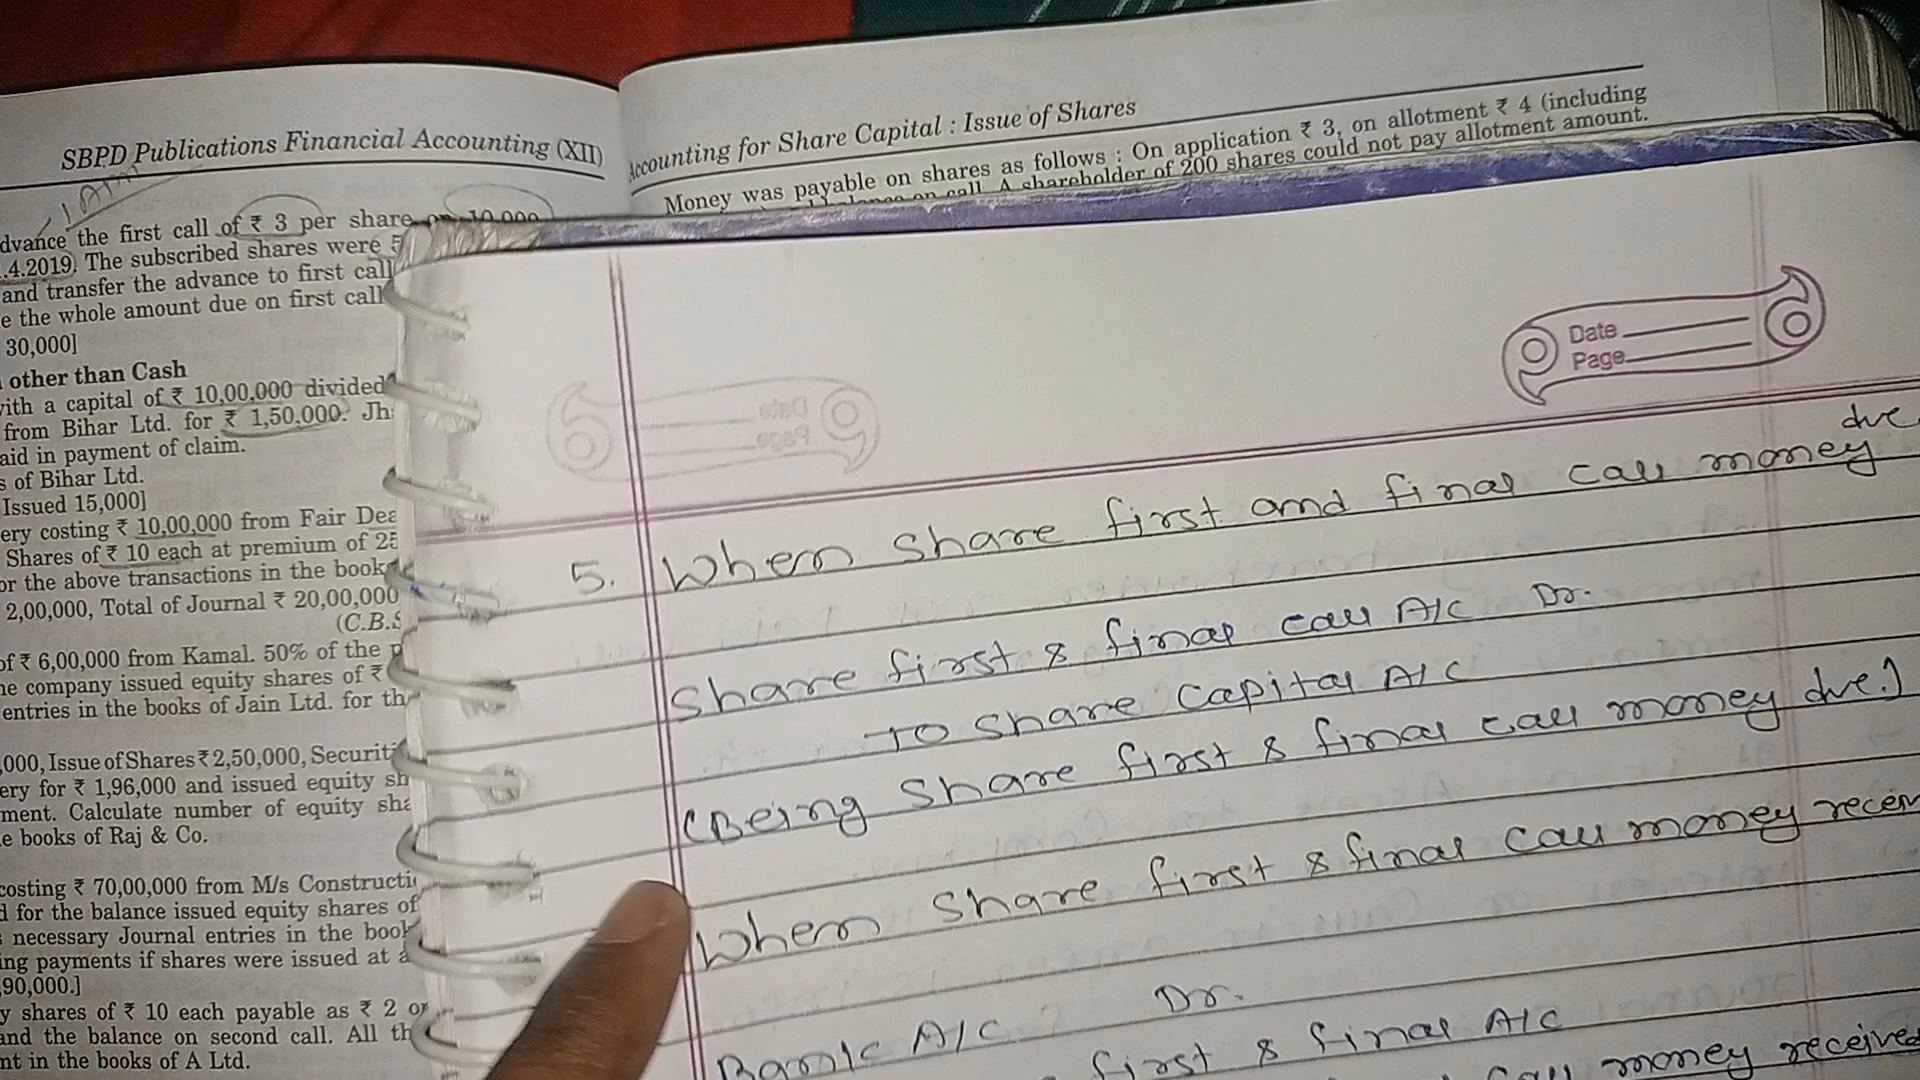 SBPD Publications Financial Accounting (XII)
dvance the first call of ₹ 3 per share on 10,000
.4.2019. The subscribed shares were 5
and transfer the advance to first call
e the whole amount due on first call
30,000]
other than Cash
with a capital of ₹ 10,00,000 divided
from Bihar Ltd. for ₹ 1,50,000. Jh
aid in payment of claim.
s of Bihar Ltd.
Issued 15,000]
ery costing ₹ 10,00,000 from Fair Dea
Shares of ₹ 10 each at premium of 25
or the above transactions in the book
2,00,000, Total of Journal ₹ 20,00,000
(C.B.S
of ₹ 6,00,000 from Kamal. 50% of the p
ne company issued equity shares of ₹
entries in the books of Jain Ltd. for th
,000, Issue of Shares ₹ 2,50,000, Securiti
ery for ₹ 1,96,000 and issued equity sh
ment. Calculate number of equity sha
e books of Raj & Co.
costing ₹ 70,00,000 from M/s Constructi
d for the balance issued equity shares of
s necessary Journal entries in the book
ing payments if shares were issued at a
90,000.]
y shares of ₹ 10 each payable as ₹ 2 or
and the balance on second call. All th
nt in the books of A Ltd.
Accounting for Share Capital : Issue of Shares
Money was payable on shares as follows : On application ₹ 3, on allotment ₹ 4 (including
on call. A shareholder of 200 shares could not pay allotment amount.
Date
Page
5. When share first and final call money due
Share first & final call A/C Dr.
To share capital A/C
(Being share first & final call money due.)
When share first & final call money receiv
Bank A/C Dr.
first & final A/C
call money received